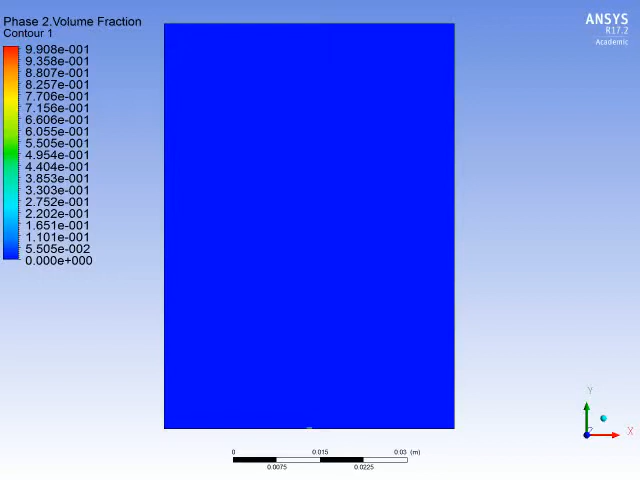 Phase 2.Volume Fraction
Contour 1
9.908e-001
9.358e-001
8.807e-001
8.257e-001
7.706e-001
7.156e-001
6.606e-001
6.055e-001
5.505e-001
4.954e-001
4.404e-001
3.853e-001
3.303e-001
2.752e-001
2.202e-001
1.651e-001
1.101e-001
5.505e-002
0.000e+000
ANSYS
R17.2
Academic
Y
Z
X
0 0.015 0.03 (m)
0.0075 0.0225